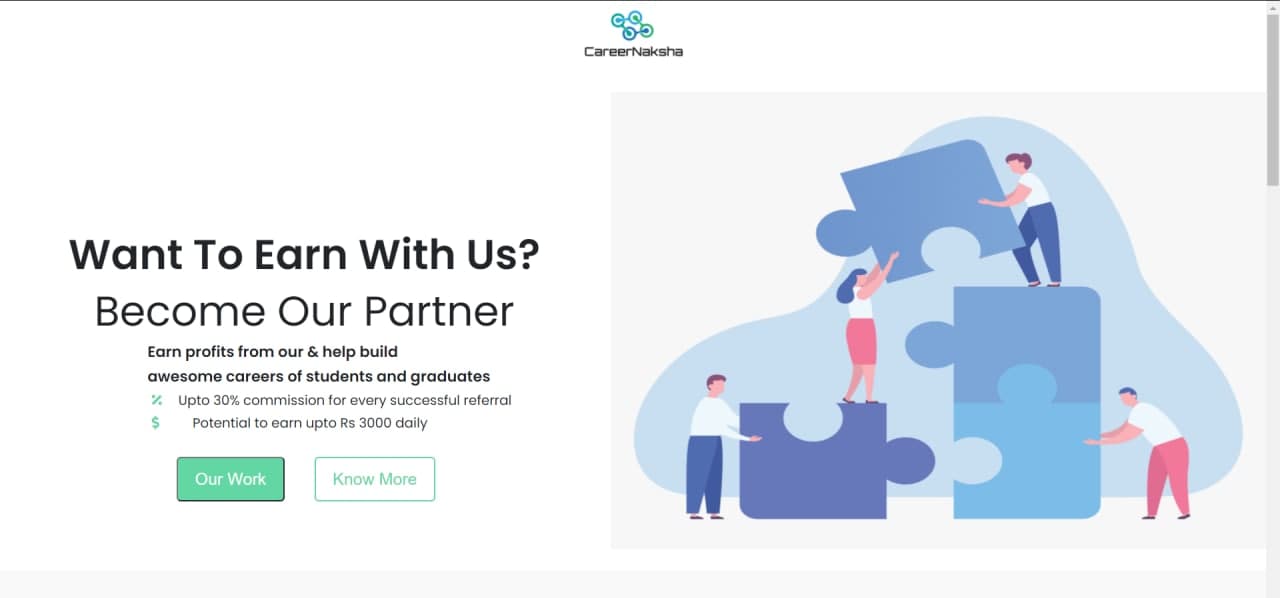 CareerNaksha
Want To Earn With Us?
Become Our Partner
Earn profits from our & help build
awesome careers of students and graduates
Upto 30% commission for every successful referral
Potential to earn upto Rs 3000 daily
Our Work
Know More